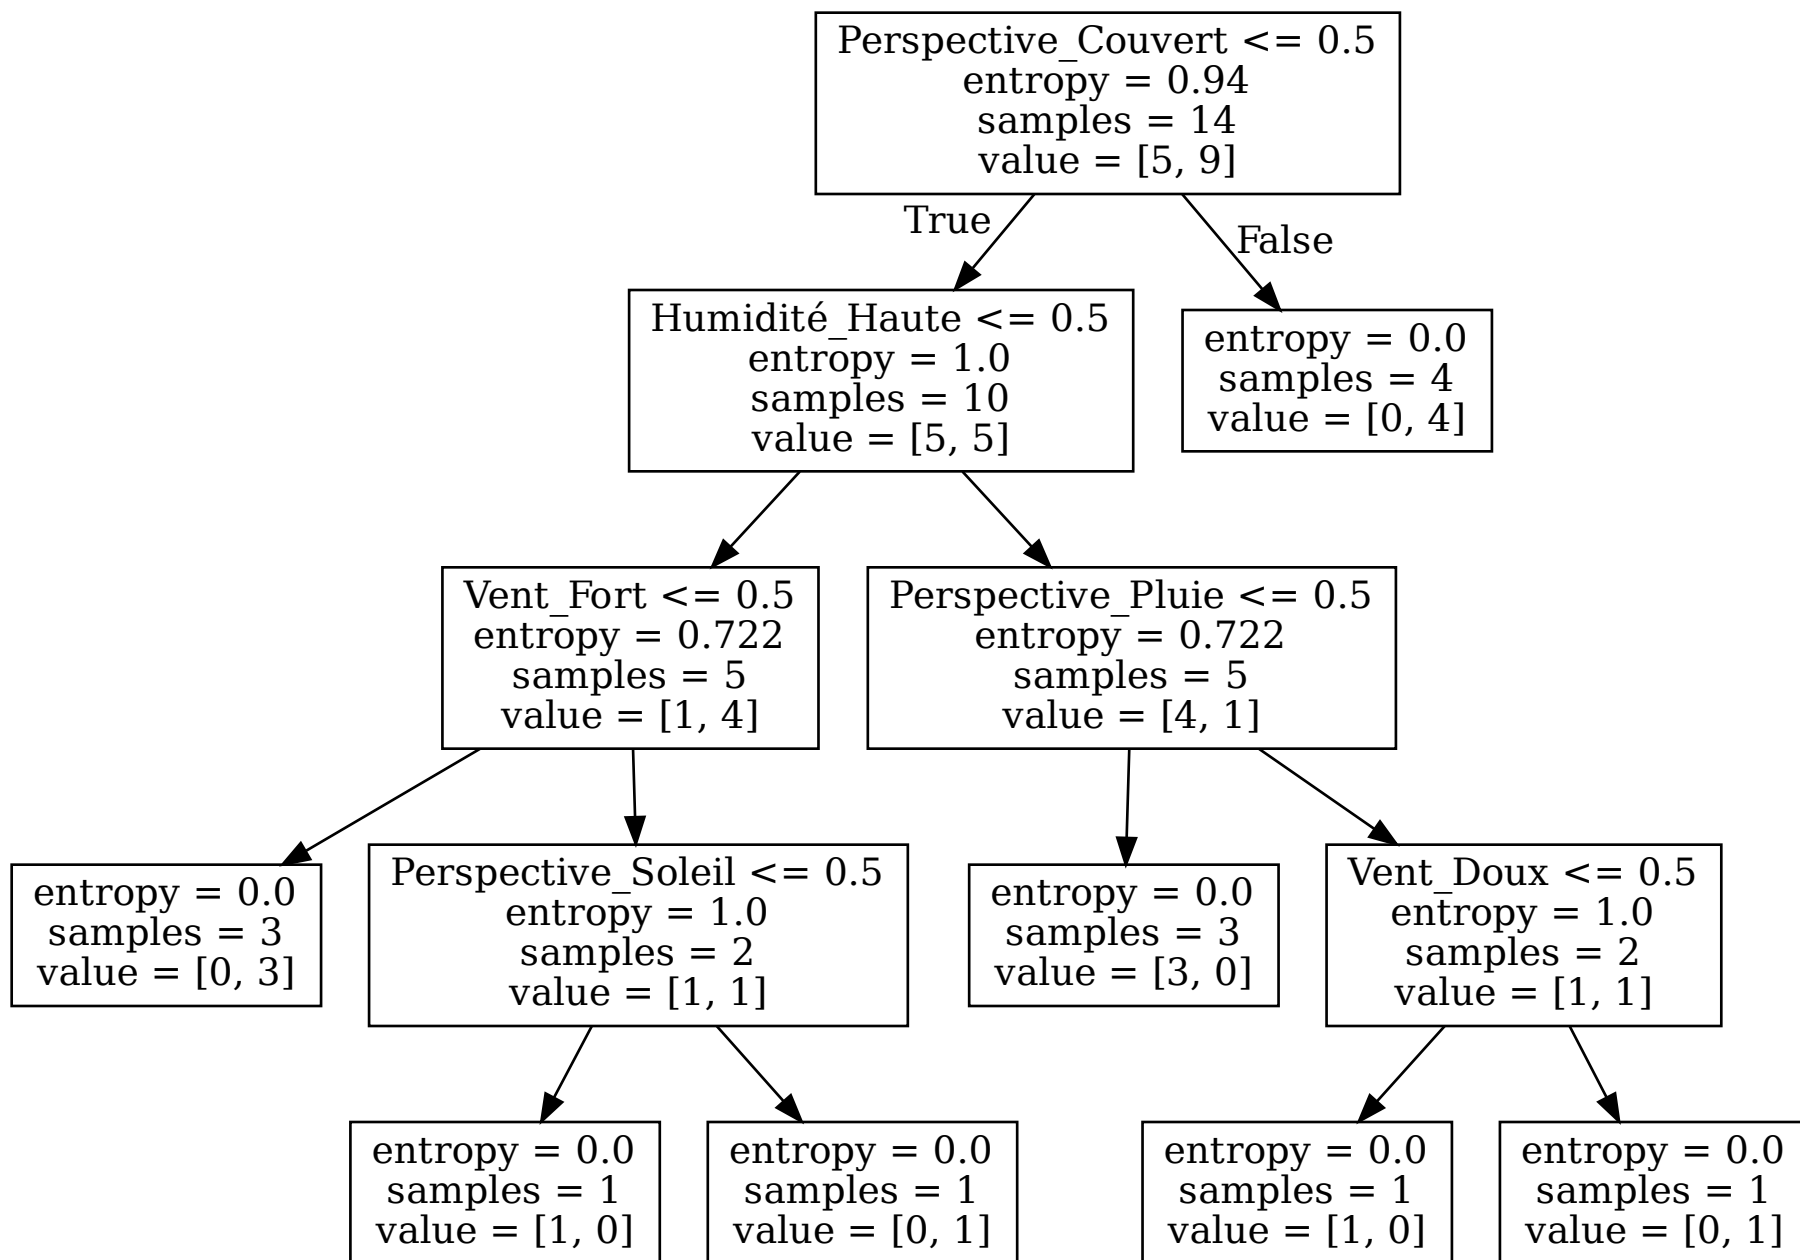 Perspective_Couvert <= 0.5
entropy = 0.94
samples = 14
value = [5, 9]
True
False
Humidité_Haute <= 0.5
entropy = 1.0
samples = 10
value = [5, 5]
entropy = 0.0
samples = 4
value = [0, 4]
Vent_Fort <= 0.5
entropy = 0.722
samples = 5
value = [1, 4]
Perspective_Pluie <= 0.5
entropy = 0.722
samples = 5
value = [4, 1]
entropy = 0.0
samples = 3
value = [0, 3]
Perspective_Soleil <= 0.5
entropy = 1.0
samples = 2
value = [1, 1]
entropy = 0.0
samples = 3
value = [3, 0]
Vent_Doux <= 0.5
entropy = 1.0
samples = 2
value = [1, 1]
entropy = 0.0
samples = 1
value = [1, 0]
entropy = 0.0
samples = 1
value = [0, 1]
entropy = 0.0
samples = 1
value = [1, 0]
entropy = 0.0
samples = 1
value = [0, 1]